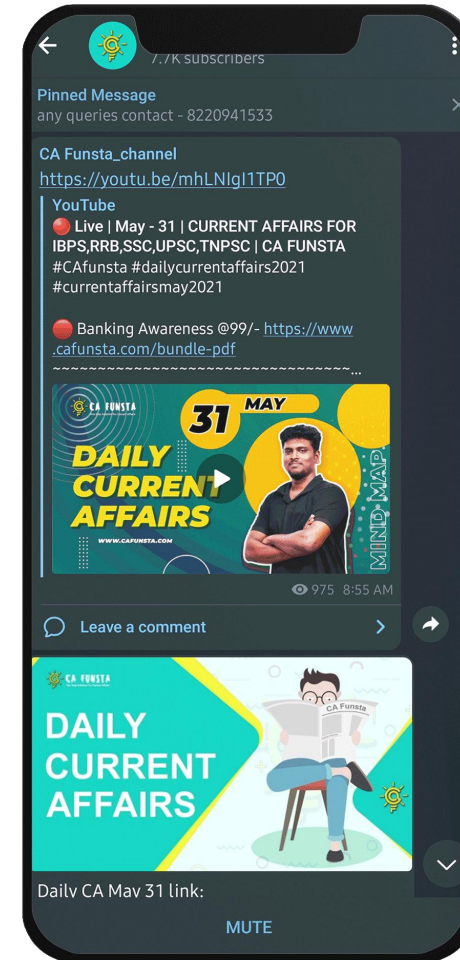 7.7K subscribers
Pinned Message
any queries contact - 8220941533
CA Funsta_channel
https://youtu.be/mhLNIgI1TP0
YouTube
🔴 Live | May - 31 | CURRENT AFFAIRS FOR
IBPS,RRB,SSC,UPSC,TNPSC | CA FUNSTA
#CAfunsta #dailycurrentaffairs2021
#currentaffairsmay2021
🔴 Banking Awareness @99/- https://www
.cafunsta.com/bundle-pdf
~~~~~~~~~~~~~~~~~~~~~~~~~~~~~~~~~...
CA FUNSTA
31 MAY
DAILY
CURRENT
AFFAIRS
WWW.CAFUNSTA.COM
MIND MAP
975 8:55 AM
Leave a comment
CA FUNSTA
CA Funsta
DAILY
CURRENT
AFFAIRS
Daily CA May 31 link:
MUTE